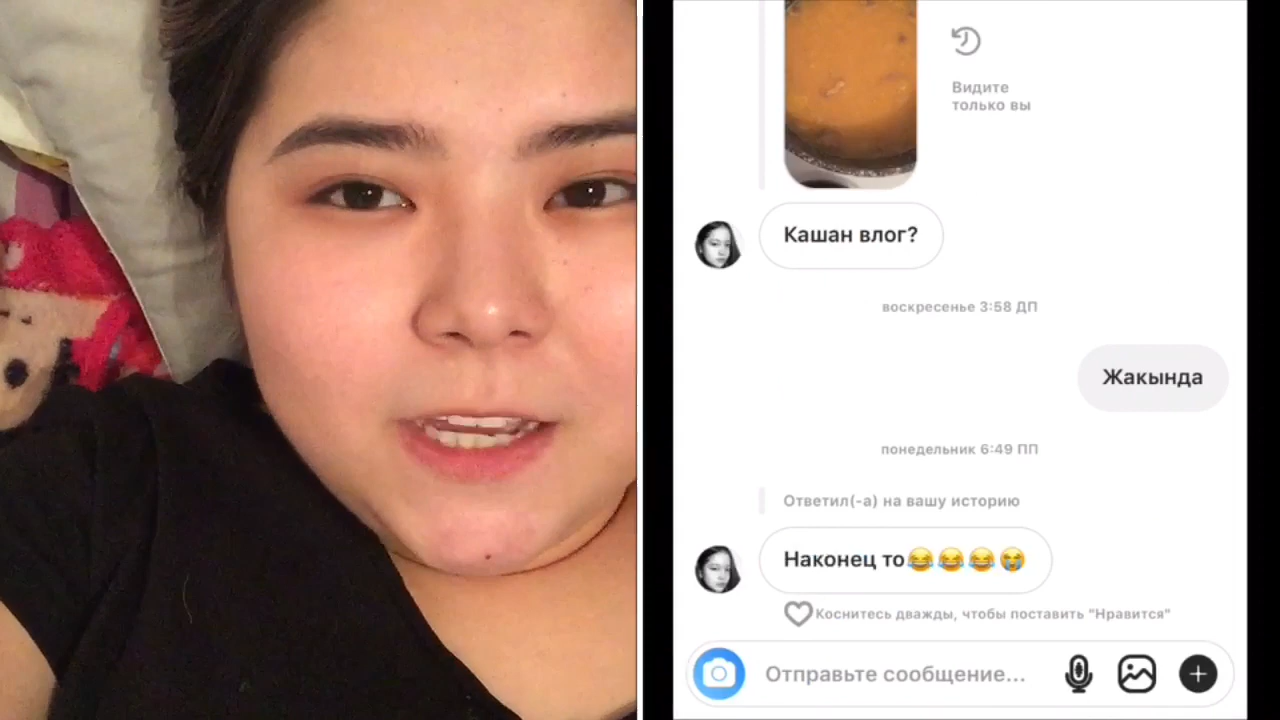 Видите
только вы
Кашан влог?
воскресенье 3:58 ДП
Жакында
понедельник 6:49 ПП
Ответил(-а) на вашу историю
Наконец то😂😂😂😭
Коснитесь дважды, чтобы поставить "Нравится"
Отправьте сообщение...